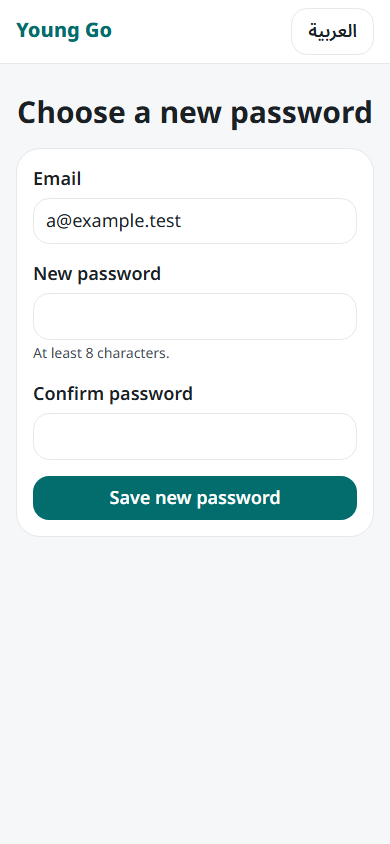 Young Go
العربية
Choose a new password
Email
a@example.test
New password
At least 8 characters.
Confirm password
Save new password